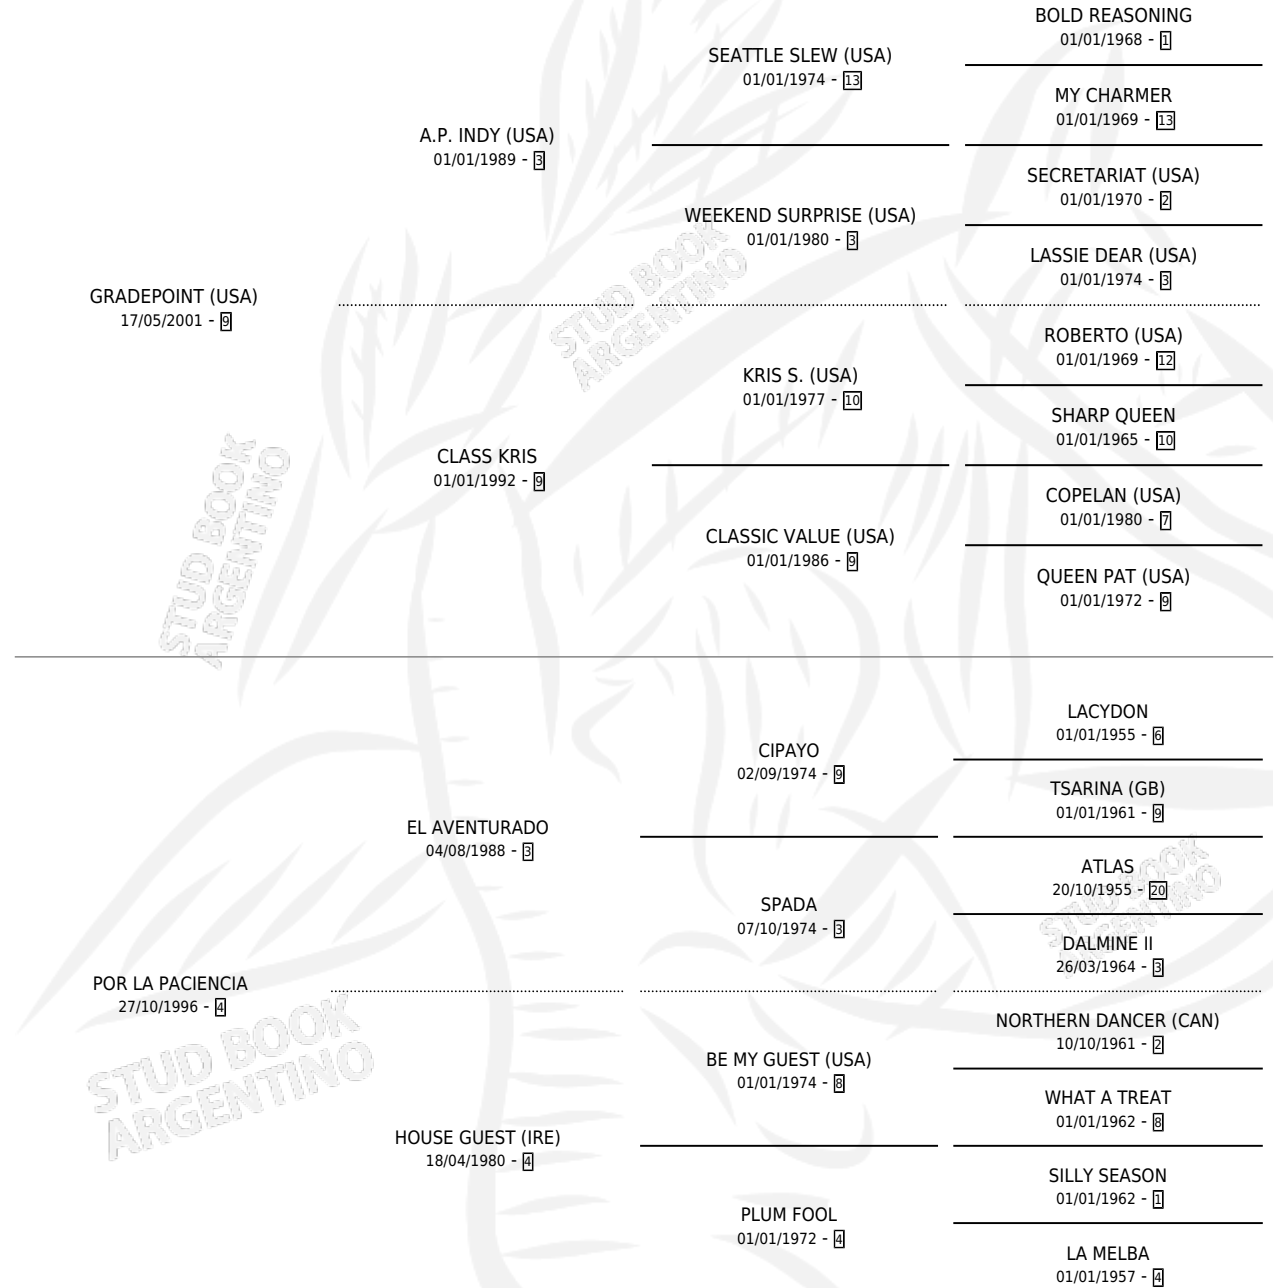 BOLD REASONING
01/01/1968 - 1
SEATTLE SLEW (USA)
01/01/1974 - 13
MY CHARMER
01/01/1969 - 13
A.P. INDY (USA)
01/01/1989 - 3
SECRETARIAT (USA)
01/01/1970 - 2
WEEKEND SURPRISE (USA)
01/01/1980 - 3
LASSIE DEAR (USA)
01/01/1974 - 3
GRADEPOINT (USA)
17/05/2001 - 9
STUD BOOK
ARGENTINO
ROBERTO (USA)
01/01/1969 - 12
KRIS S. (USA)
01/01/1977 - 10
SHARP QUEEN
01/01/1965 - 10
CLASS KRIS
01/01/1992 - 9
COPELAN (USA)
01/01/1980 - 7
CLASSIC VALUE (USA)
01/01/1986 - 9
QUEEN PAT (USA)
01/01/1972 - 9
STUD BOOK
ARGENTINO
LACYDON
01/01/1955 - 6
CIPAYO
02/09/1974 - 9
TSARINA (GB)
01/01/1961 - 9
EL AVENTURADO
04/08/1988 - 3
ATLAS
20/10/1955 - 20
SPADA
07/10/1974 - 3
STUD BOOK
ARGENTINO
DALMINE II
26/03/1964 - 3
POR LA PACIENCIA
27/10/1996 - 4
NORTHERN DANCER (CAN)
10/10/1961 - 2
BE MY GUEST (USA)
01/01/1974 - 8
STUD BOOK
ARGENTINO
WHAT A TREAT
01/01/1962 - 8
HOUSE GUEST (IRE)
18/04/1980 - 4
SILLY SEASON
01/01/1962 - 1
PLUM FOOL
01/01/1972 - 4
LA MELBA
01/01/1957 - 4